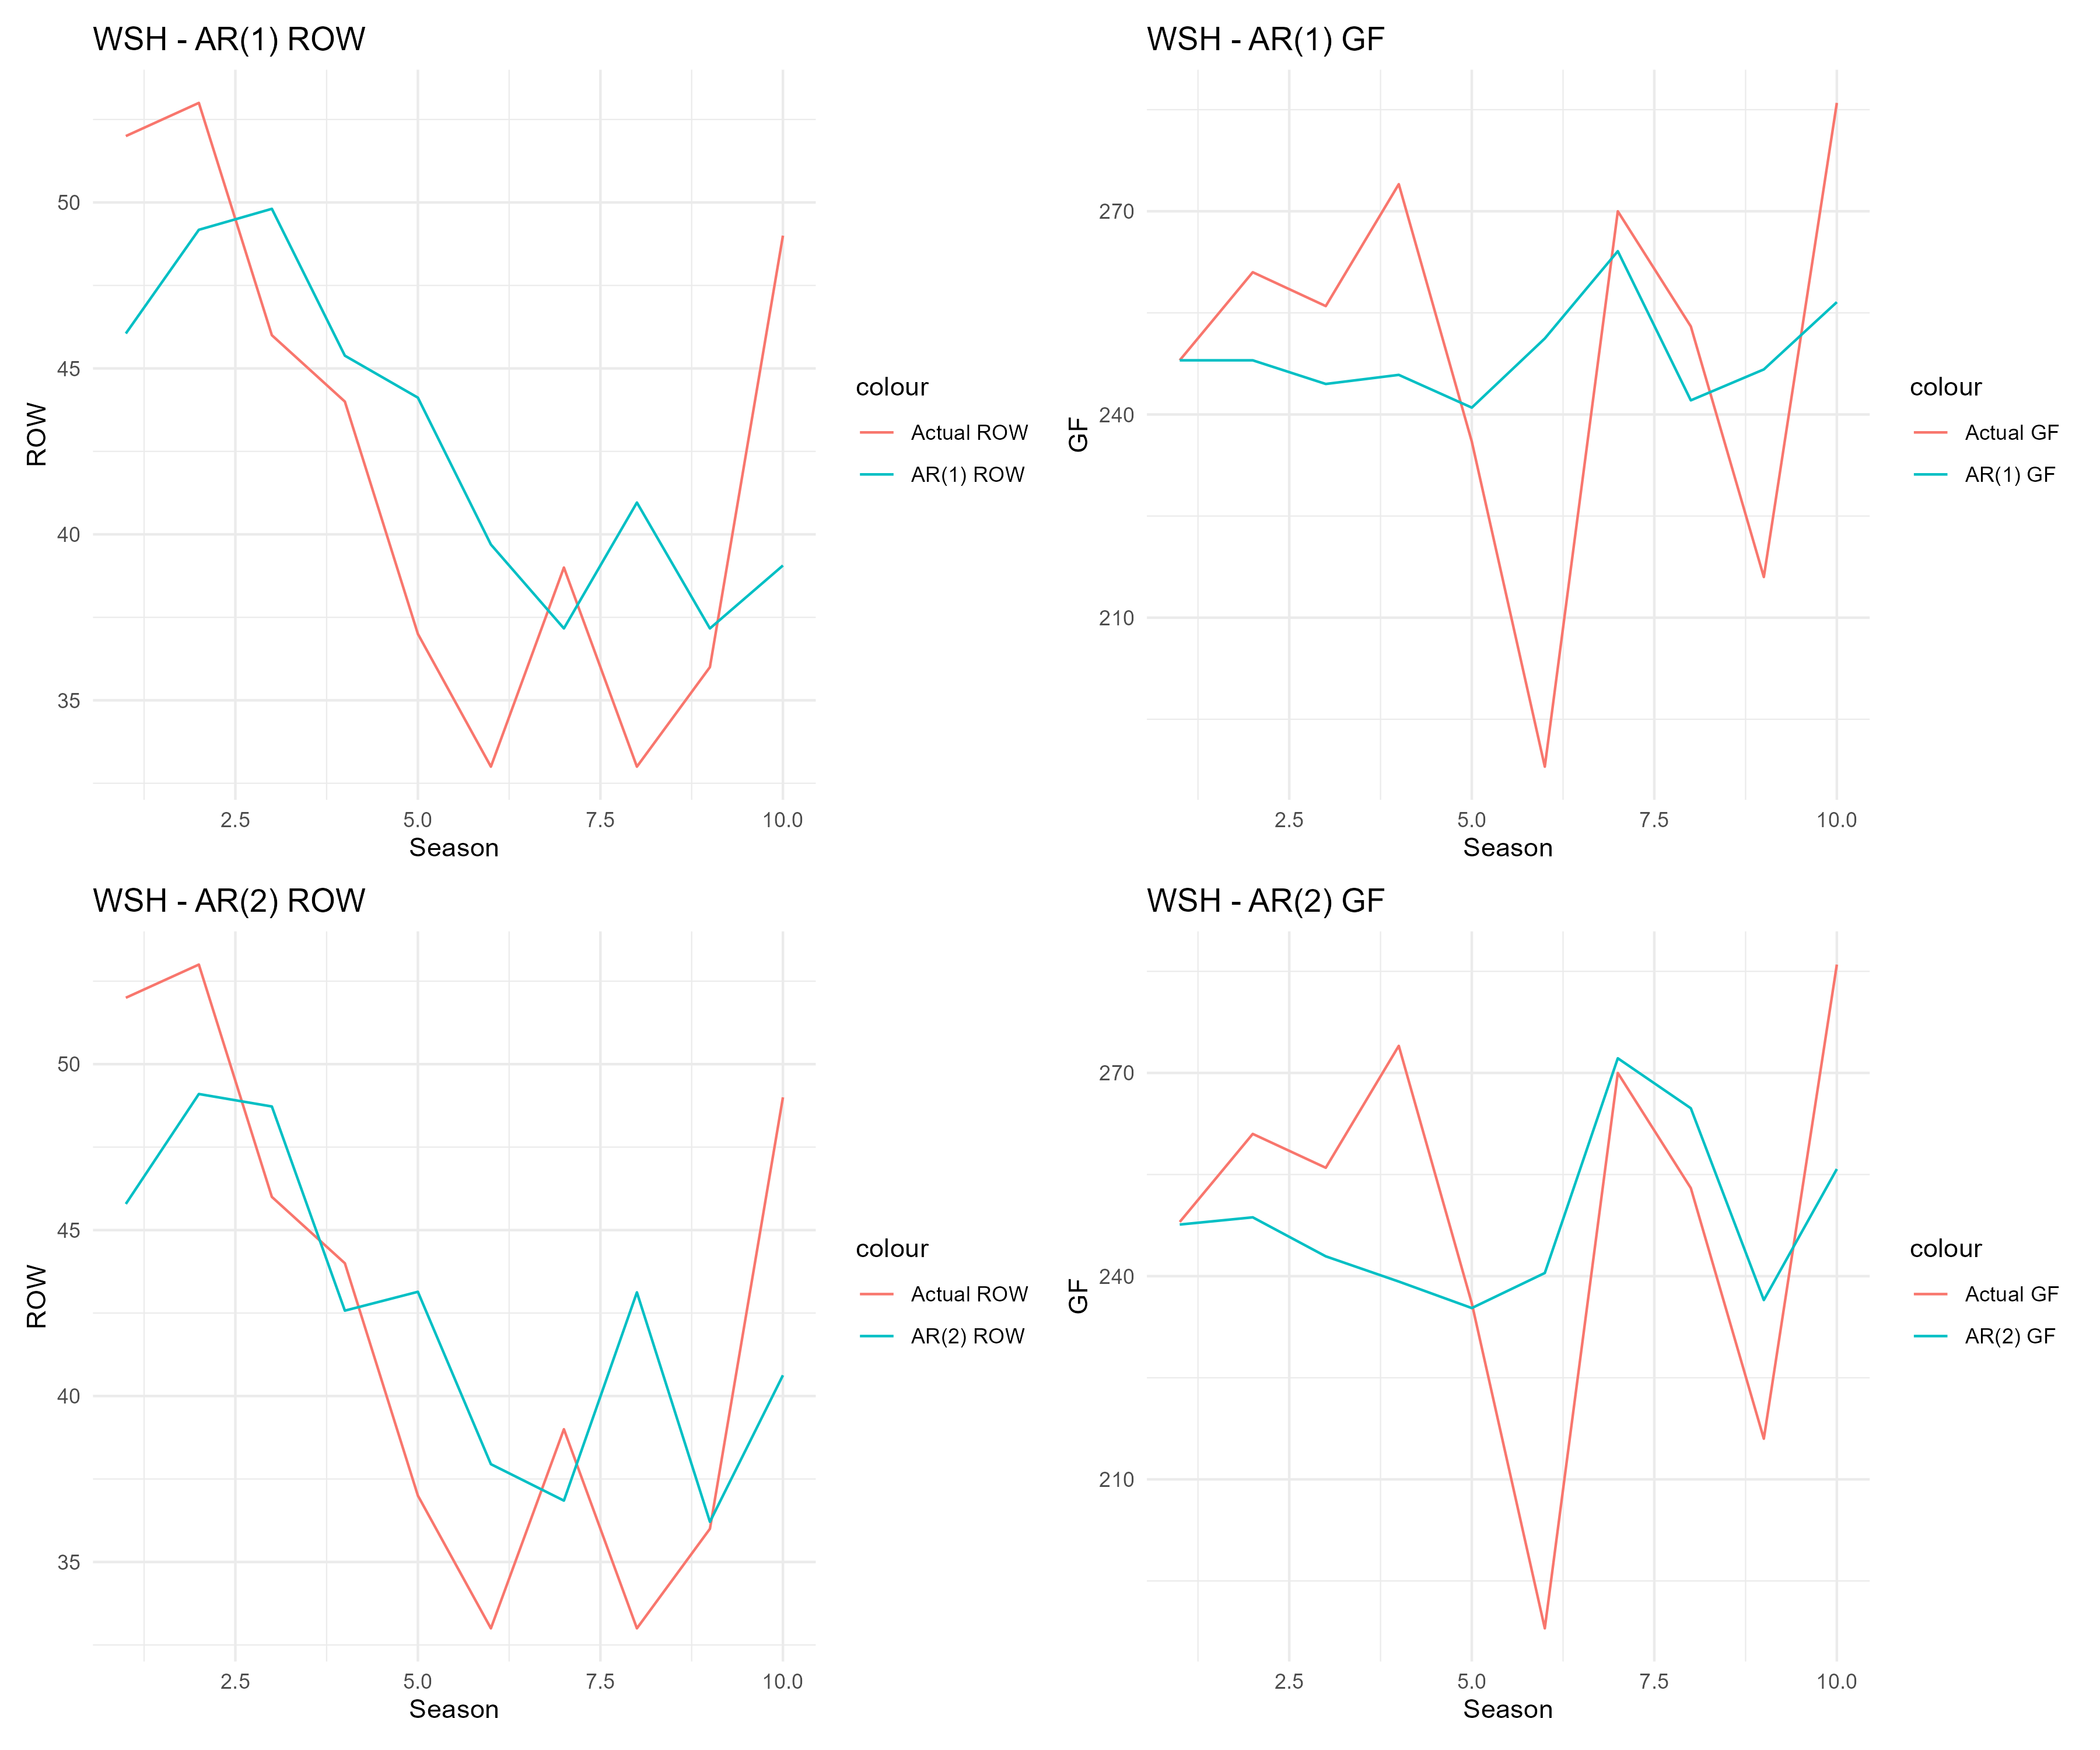 WSH - AR(1) ROW
50
45
40
35
ROW
2.5 5.0 7.5 10.0
Season
colour
Actual ROW
AR(1) ROW
WSH - AR(1) GF
270
240
210
GF
2.5 5.0 7.5 10.0
Season
colour
Actual GF
AR(1) GF
WSH - AR(2) ROW
50
45
40
35
ROW
2.5 5.0 7.5 10.0
Season
colour
Actual ROW
AR(2) ROW
WSH - AR(2) GF
270
240
210
GF
2.5 5.0 7.5 10.0
Season
colour
Actual GF
AR(2) GF